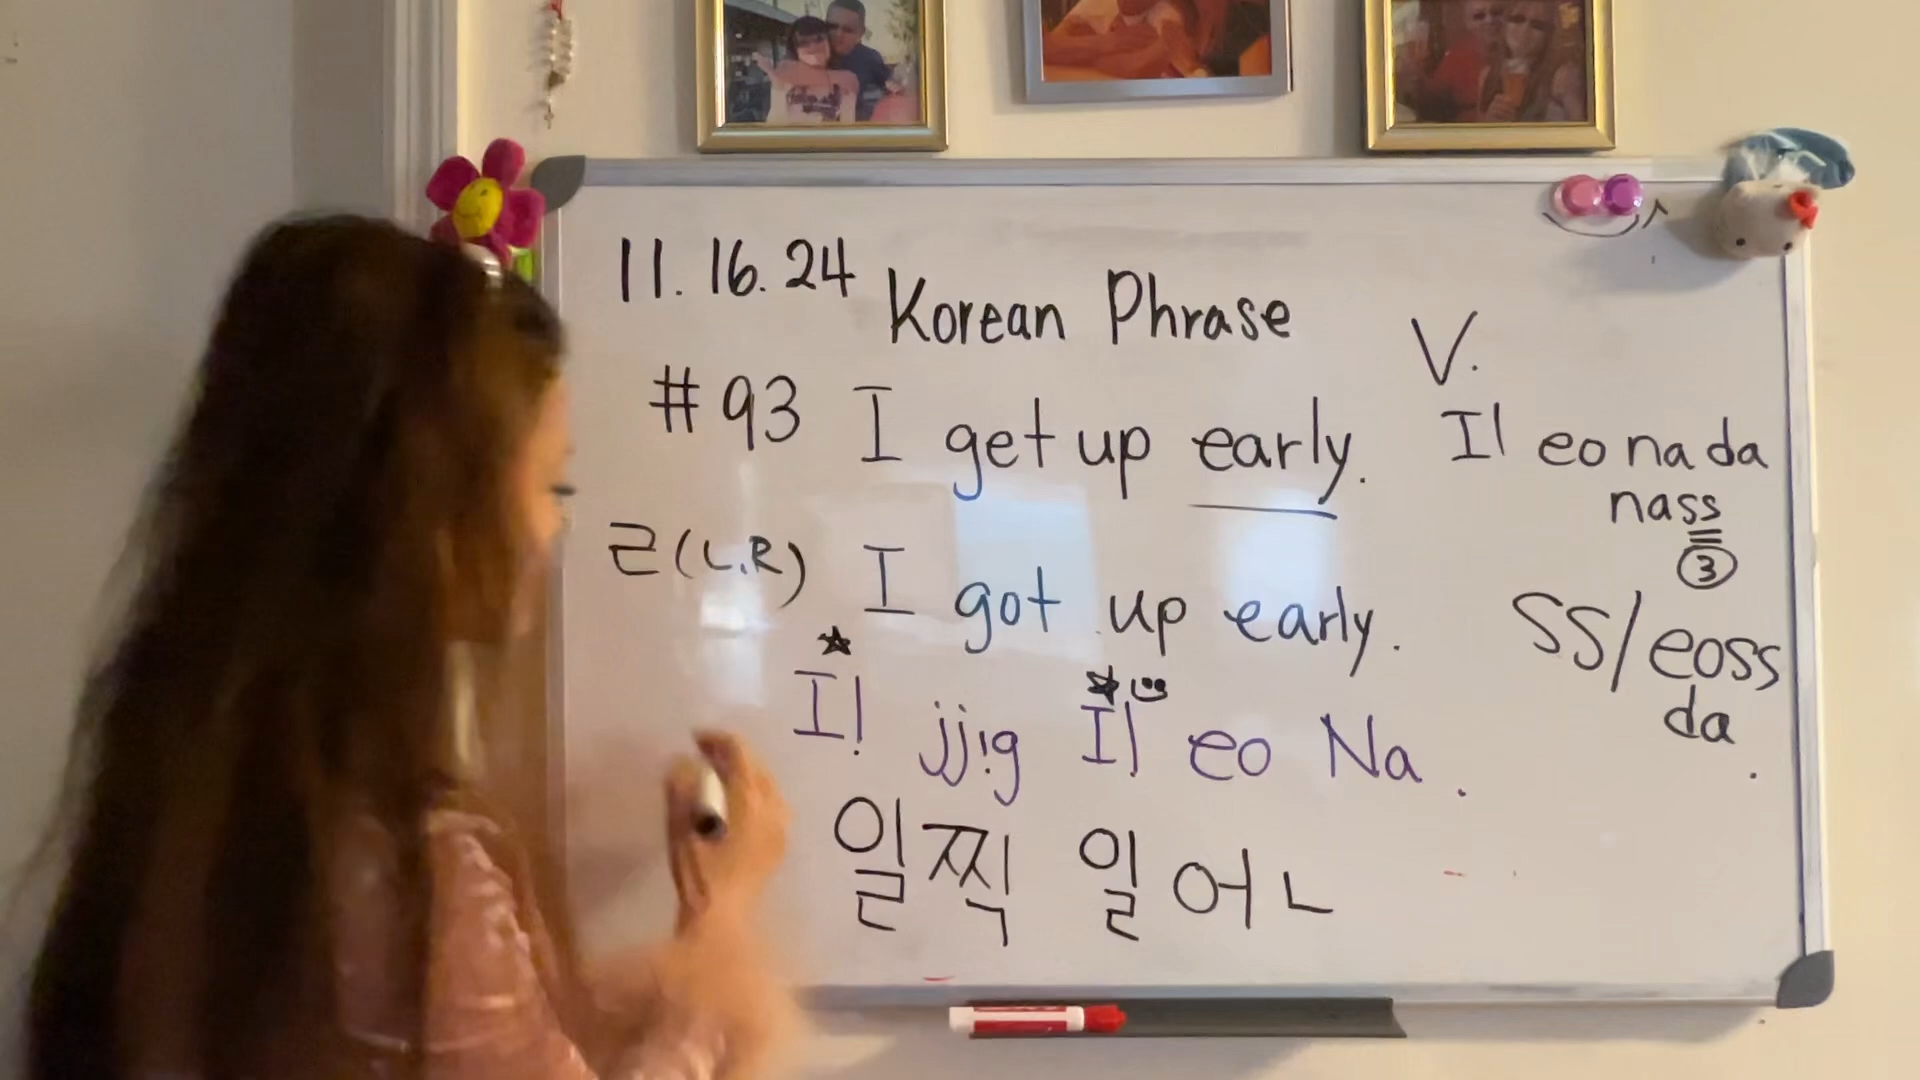 11.16.24 Korean Phrase
#93 I get up early.
ㄹ(L,R) I got up early.
Il jjig Il eo Na.
일찍 일어ㄴ
V.
Il eo na da
nass
3
ss/eoss
da.